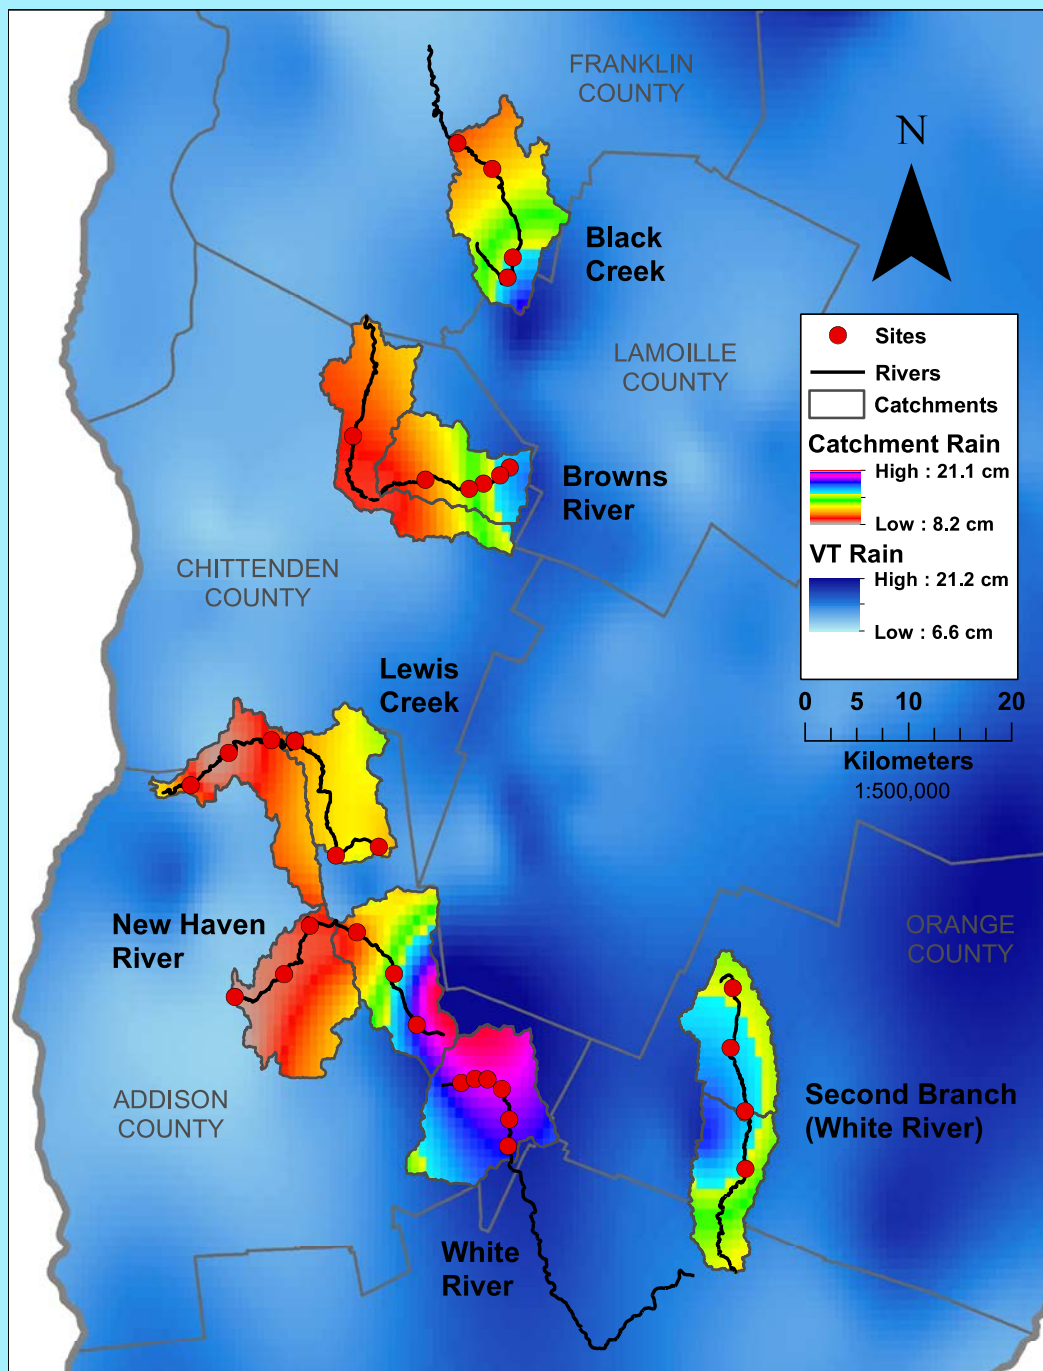 FRANKLIN
COUNTY
N
Black
Creek
LAMOILLE
COUNTY
Sites
Rivers
Catchments
Catchment Rain
High : 21.1 cm
Low : 8.2 cm
VT Rain
High : 21.2 cm
Low : 6.6 cm
Browns
River
CHITTENDEN
COUNTY
Lewis
Creek
0 5 10 20
Kilometers
1:500,000
New Haven
River
ORANGE
COUNTY
ADDISON
COUNTY
Second Branch
(White River)
White
River